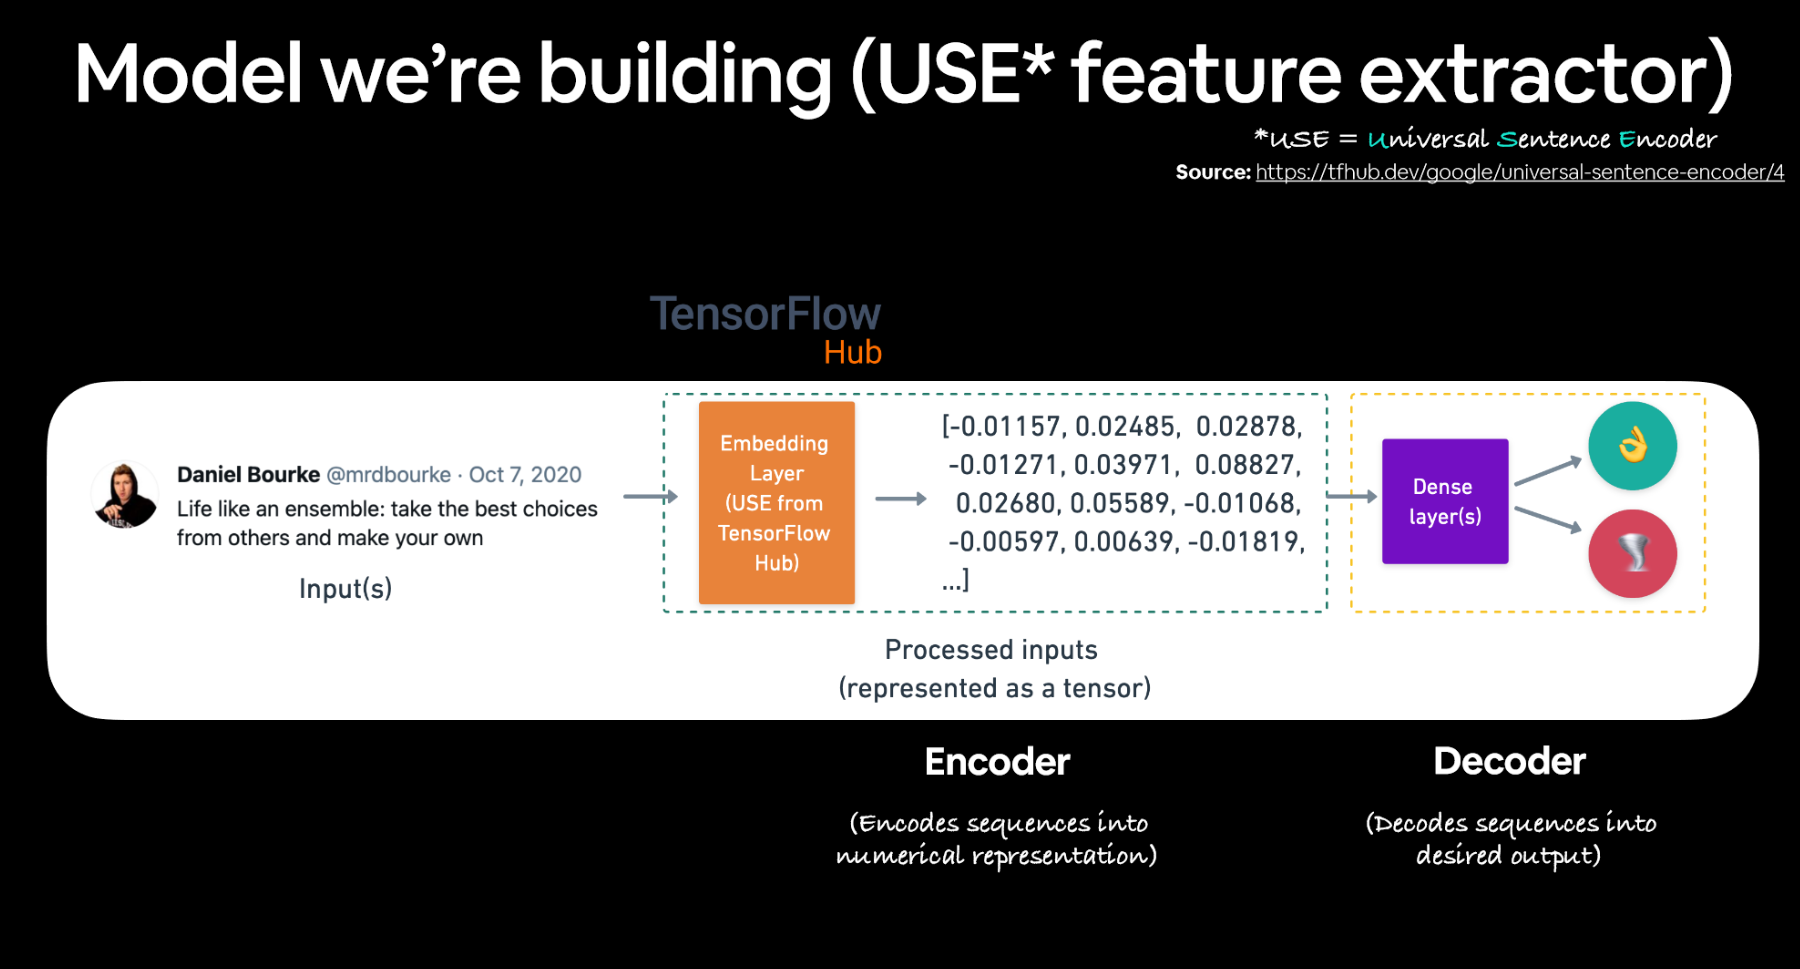 Model we're building (USE* feature extractor)
*USE = Universal Sentence Encoder
Source: https://tfhub.dev/google/universal-sentence-encoder/4
TensorFlow
Hub
Daniel Bourke @mrdbourke · Oct 7, 2020
Life like an ensemble: take the best choices
from others and make your own
Input(s)
Embedding
Layer
(USE from
TensorFlow
Hub)
[-0.01157, 0.02485, 0.02878,
-0.01271, 0.03971, 0.08827,
0.02680, 0.05589, -0.01068,
-0.00597, 0.00639, -0.01819,
...]
Processed inputs
(represented as a tensor)
Dense
layer(s)
Encoder
(Encodes sequences into
numerical representation)
Decoder
(Decodes sequences into
desired output)